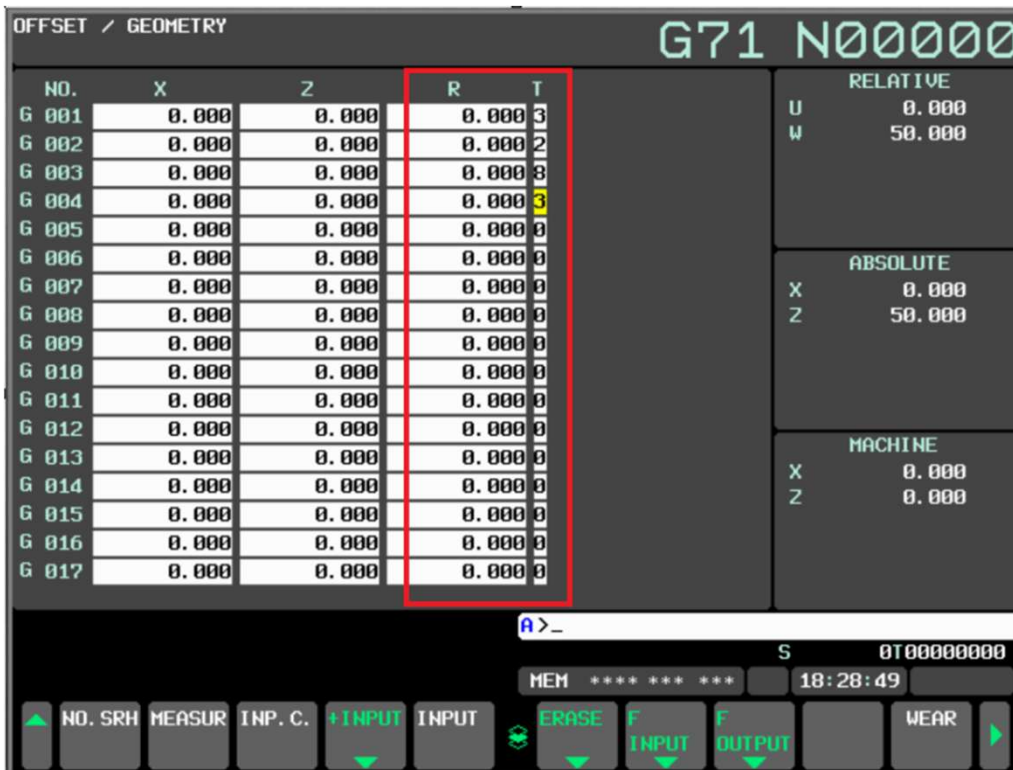 OFFSET / GEOMETRY
G71 N00000
NO. X Z R T
G 001 0.000 0.000 0.000 3
G 002 0.000 0.000 0.000 2
G 003 0.000 0.000 0.000 8
G 004 0.000 0.000 0.000 3
G 005 0.000 0.000 0.000 0
G 006 0.000 0.000 0.000 0
G 007 0.000 0.000 0.000 0
G 008 0.000 0.000 0.000 0
G 009 0.000 0.000 0.000 0
G 010 0.000 0.000 0.000 0
G 011 0.000 0.000 0.000 0
G 012 0.000 0.000 0.000 0
G 013 0.000 0.000 0.000 0
G 014 0.000 0.000 0.000 0
G 015 0.000 0.000 0.000 0
G 016 0.000 0.000 0.000 0
G 017 0.000 0.000 0.000 0
RELATIVE
U 0.000
W 50.000
ABSOLUTE
X 0.000
Z 50.000
MACHINE
X 0.000
Z 0.000
A>_
S 0T00000000
MEM **** *** *** 18:28:49
NO.SRH MEASUR INP.C. +INPUT INPUT ERASE F INPUT F OUTPUT WEAR